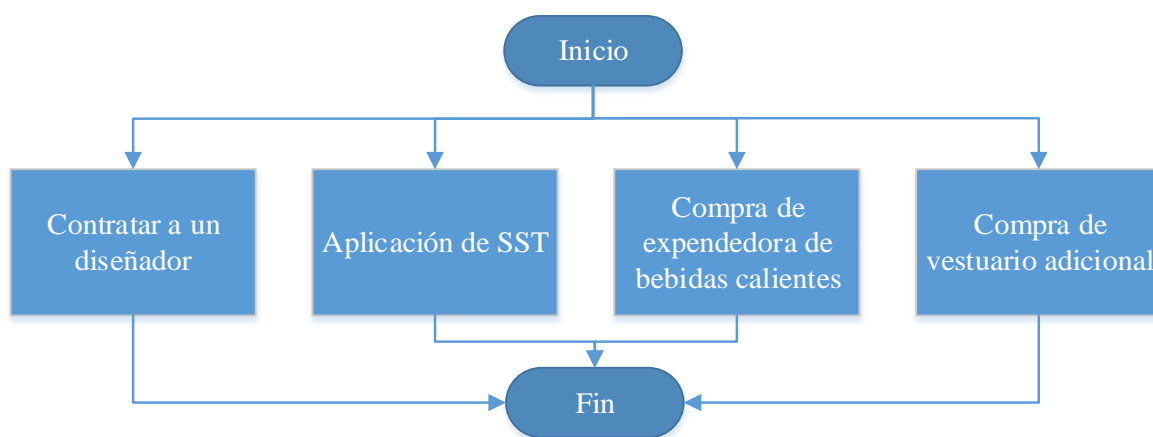 Inicio
Contratar a un
diseñador
Aplicación de SST
Compra de
expendedora de
bebidas calientes
Compra de
vestuario adicional
Fin